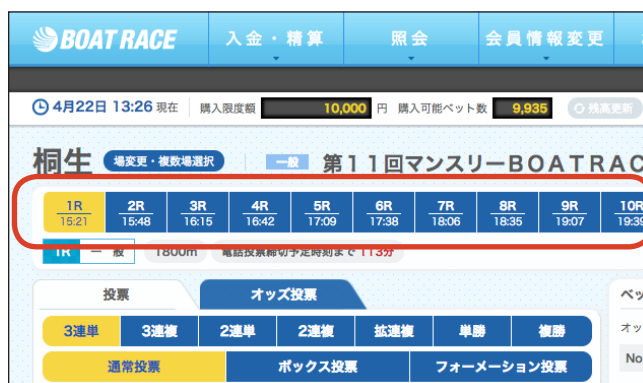 BOAT RACE 入金・精算 照会 会員情報変更
4月22日 13:26 現在 購入限度額 10,000 円 購入可能ベット数 9,935 残高更新
桐生 場変更・複数場選択 一般 第11回マンスリーBOATRAC
1R 2R 3R 4R 5R 6R 7R 8R 9R 10R
15:21 15:48 16:15 16:42 17:09 17:38 18:06 18:35 19:07 19:39
1R 一般 1800m 電話投票締切予定時刻まで 113分
投票 オッズ投票 ベッ
3連単 3連複 2連単 2連複 拡連複 単勝 複勝 オッ
通常投票 ボックス投票 フォーメーション投票 No